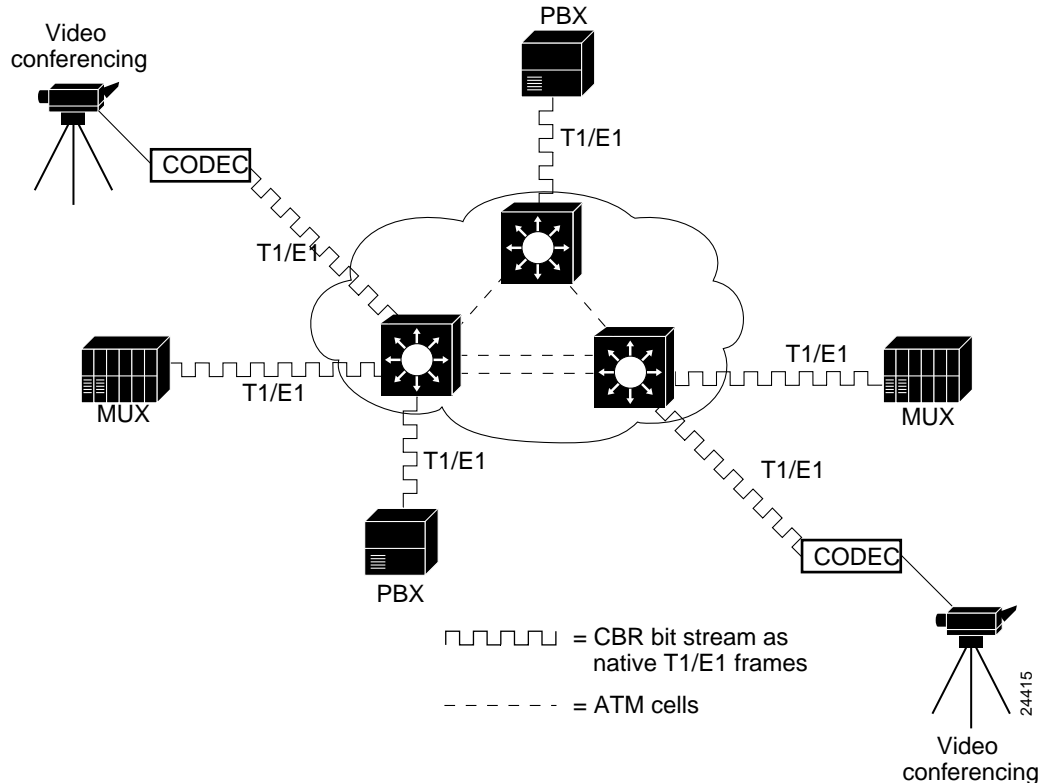 PBX
Video
conferencing
T1/E1
CODEC
T1/E1
T1/E1
T1/E1
MUX
MUX
T1/E1
T1/E1
PBX
CODEC
= CBR bit stream as
native T1/E1 frames
= ATM cells
24415
Video
conferencing